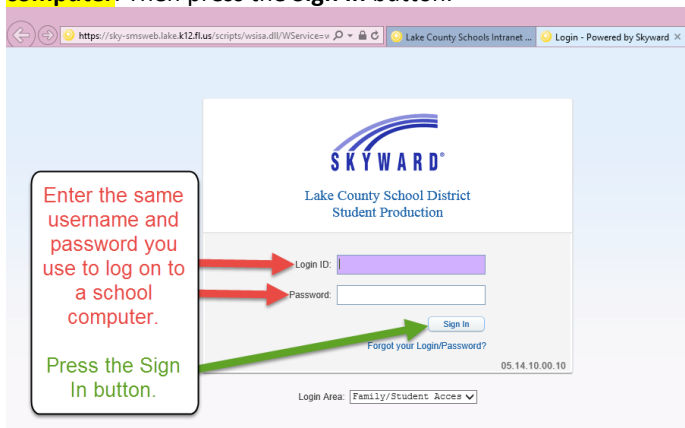 computer. Then press the Sign In button.
https://sky-smsweb.lake.k12.fl.us/scripts/wsisa.dll/WService=w
Lake County Schools Intranet ...
Login - Powered by Skyward ×
SKYWARD®
Lake County School District
Student Production
Enter the same
username and
password you
use to log on to
a school
computer.
Press the Sign
In button.
Login ID:
Password:
Sign In
Forgot your Login/Password?
05.14.10.00.10
Login Area: Family/Student Acces